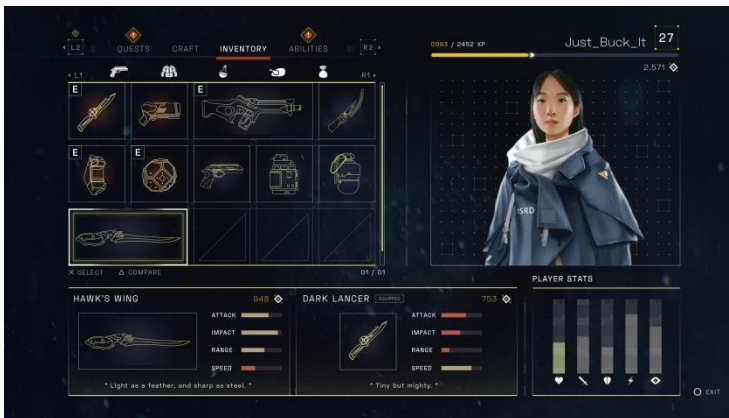 L2
QUESTS
CRAFT
INVENTORY
ABILITIES
R2
0993 / 2452 XP
Just_Buck_It
27
2,571
L1
R1
E
E
E
E
ISRD
X SELECT
△ COMPARE
01 / 01
HAWK'S WING
948
ATTACK
IMPACT
RANGE
SPEED
" Light as a feather, and sharp as steel. "
DARK LANCER
EQUIPPED
753
ATTACK
IMPACT
RANGE
SPEED
" Tiny but mighty. "
PLAYER STATS
EXIT